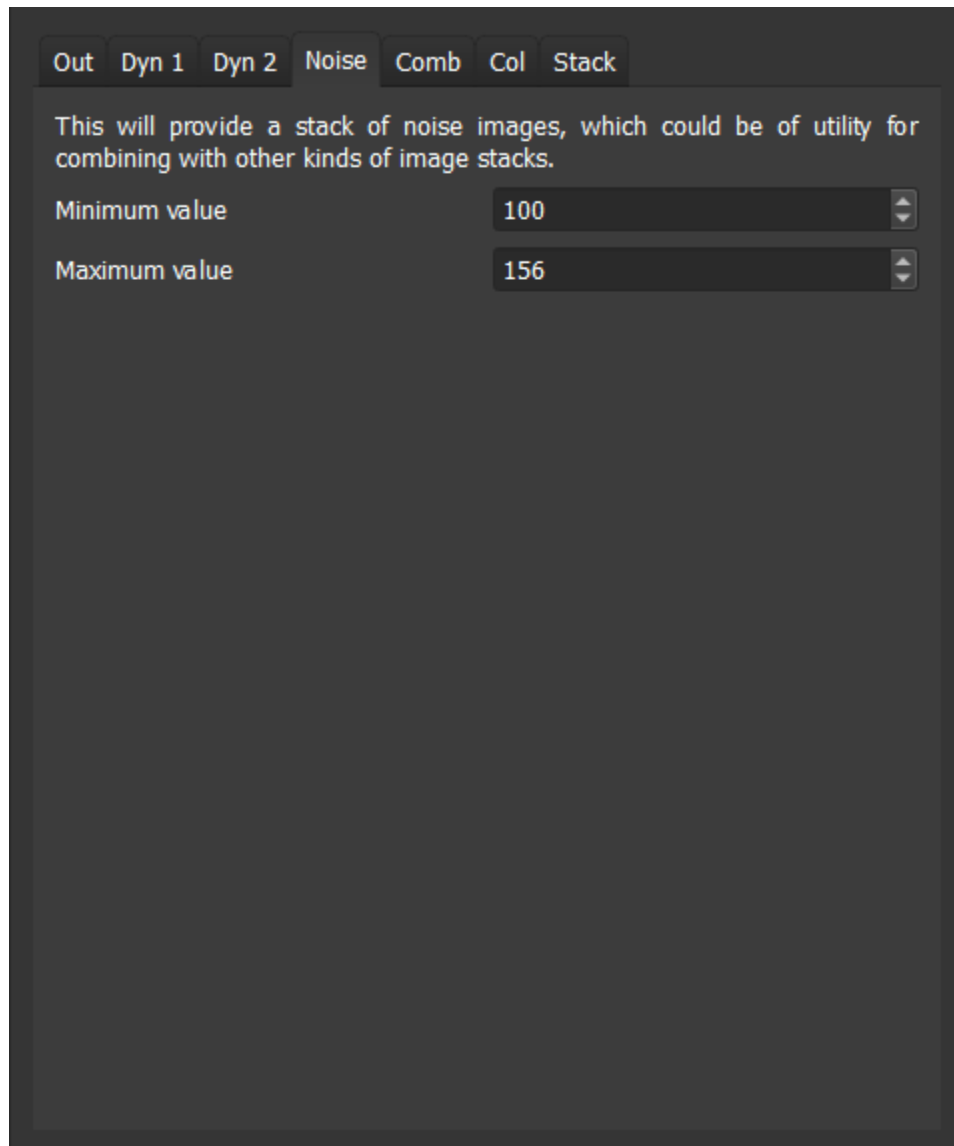 Out Dyn 1 Dyn 2 Noise Comb Col Stack
This will provide a stack of noise images, which could be of utility for
combining with other kinds of image stacks.
Minimum value 100
Maximum value 156